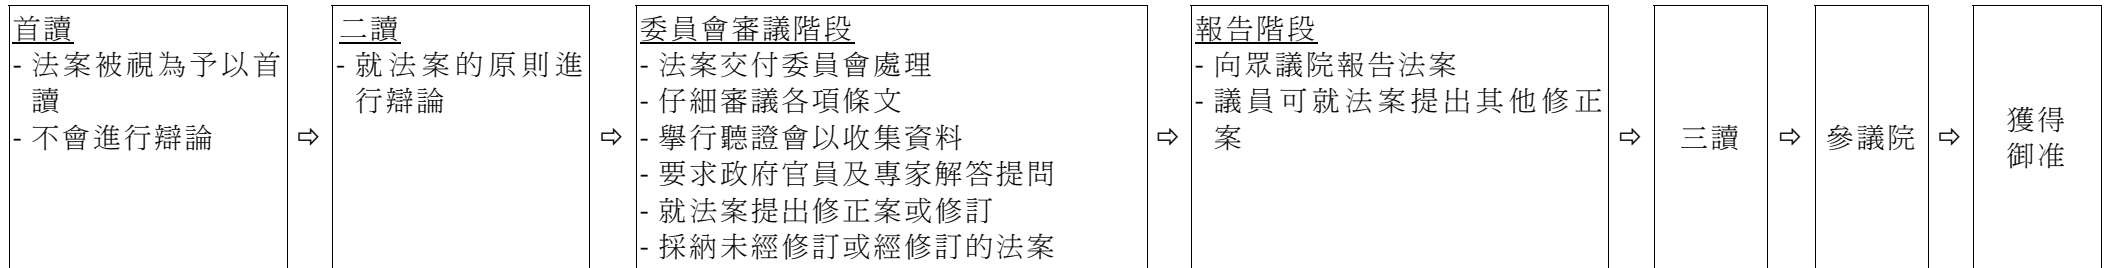 首讀
- 法案被視為予以首
讀
- 不會進行辯論
⇨
二讀
- 就法案的原則進
行辯論
⇨
委員會審議階段
- 法案交付委員會處理
- 仔細審議各項條文
- 舉行聽證會以收集資料
- 要求政府官員及專家解答提問
- 就法案提出修正案或修訂
- 採納未經修訂或經修訂的法案
⇨
報告階段
- 向眾議院報告法案
- 議員可就法案提出其他修正
案
⇨
三讀
⇨
參議院
⇨
獲得
御准